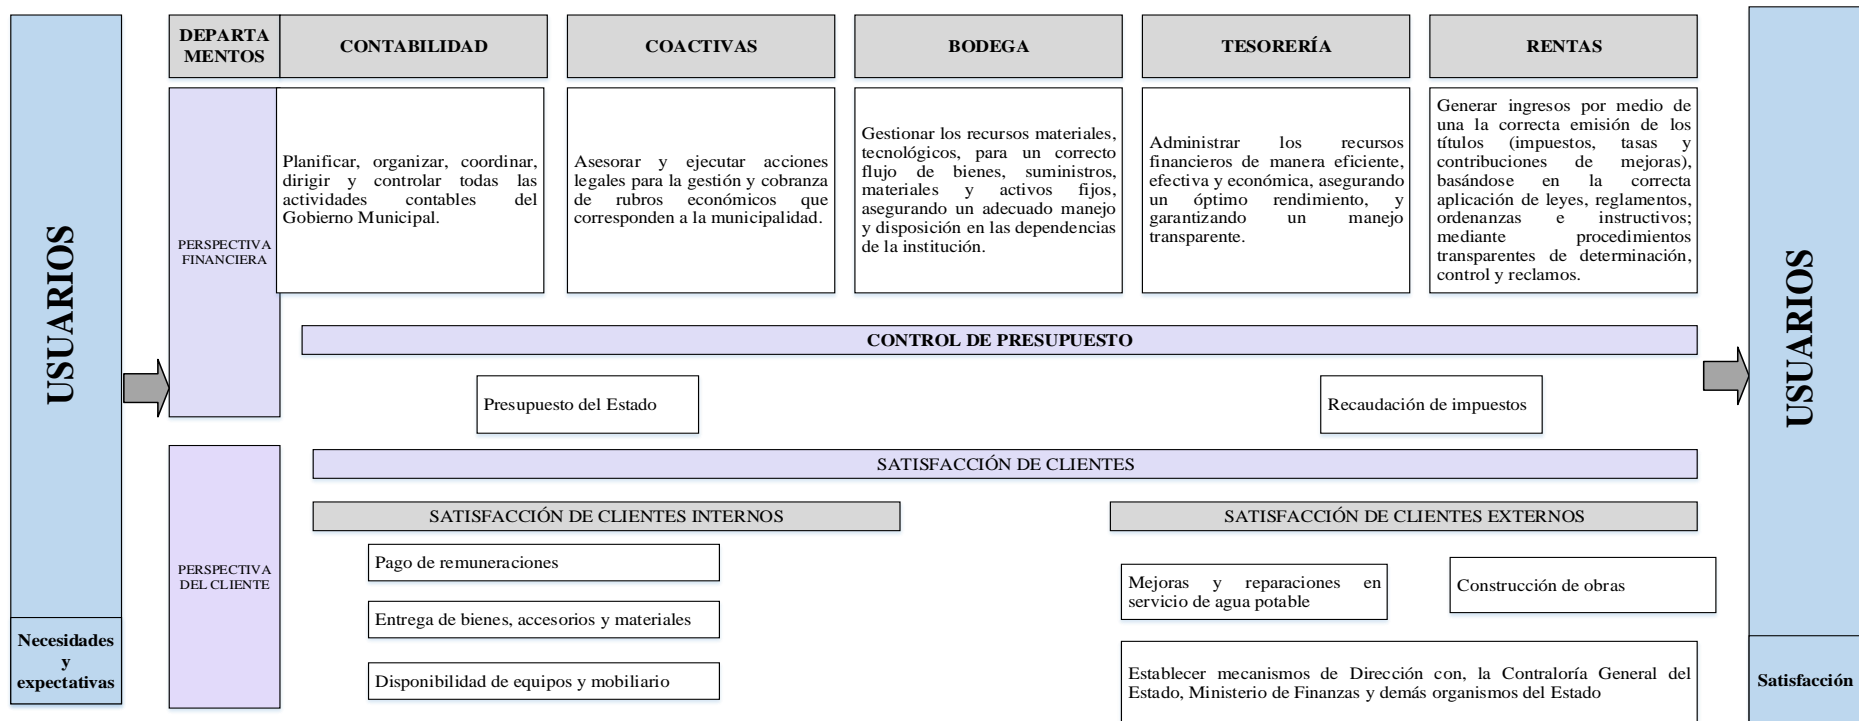 USUARIOS
Necesidades
y
expectativas
DEPARTA
MENTOS
CONTABILIDAD
COACTIVAS
BODEGA
TESORERÍA
RENTAS
PERSPECTIVA
FINANCIERA
Planificar, organizar, coordinar,
dirigir y controlar todas las
actividades contables del
Gobierno Municipal.
Asesorar y ejecutar acciones
legales para la gestión y cobranza
de rubros económicos que
corresponden a la municipalidad.
Gestionar los recursos materiales,
tecnológicos, para un correcto
flujo de bienes, suministros,
materiales y activos fijos,
asegurando un adecuado manejo
y disposición en las dependencias
de la institución.
Administrar los recursos
financieros de manera eficiente,
efectiva y económica, asegurando
un óptimo rendimiento, y
garantizando un manejo
transparente.
Generar ingresos por medio de
una la correcta emisión de los
títulos (impuestos, tasas y
contribuciones de mejoras),
basándose en la correcta
aplicación de leyes, reglamentos,
ordenanzas e instructivos;
mediante procedimientos
transparentes de determinación,
control y reclamos.
CONTROL DE PRESUPUESTO
Presupuesto del Estado
Recaudación de impuestos
PERSPECTIVA
DEL CLIENTE
SATISFACCIÓN DE CLIENTES
SATISFACCIÓN DE CLIENTES INTERNOS
Pago de remuneraciones
Entrega de bienes, accesorios y materiales
Disponibilidad de equipos y mobiliario
SATISFACCIÓN DE CLIENTES EXTERNOS
Mejoras y reparaciones en
servicio de agua potable
Construcción de obras
Establecer mecanismos de Dirección con, la Contraloría General del
Estado, Ministerio de Finanzas y demás organismos del Estado
USUARIOS
Satisfacción